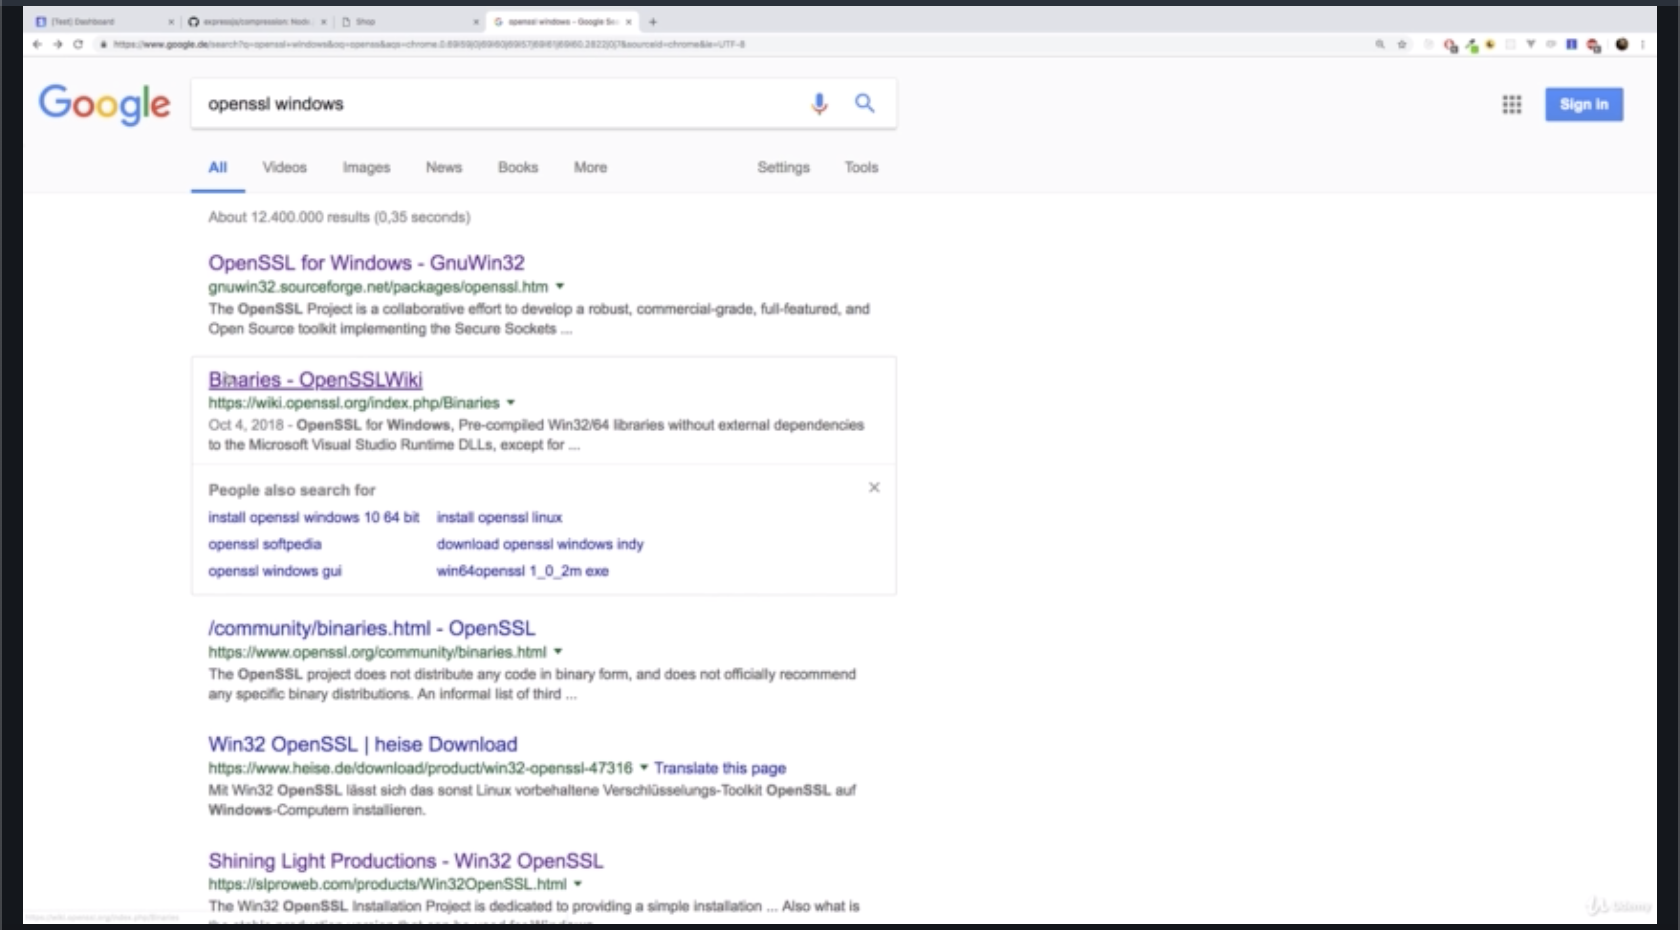 [Test] Dashboard
expressjs/compression: Node.
Shop
openssl windows - Google Se
https://www.google.de/search?q=openssl+windows&oq=openss&aqs=chrome.
Google
openssl windows
Sign in
All Videos Images News Books More Settings Tools
About 12.400.000 results (0,35 seconds)
OpenSSL for Windows - GnuWin32
gnuwin32.sourceforge.net/packages/openssl.htm
The OpenSSL Project is a collaborative effort to develop a robust, commercial-grade, full-featured, and
Open Source toolkit implementing the Secure Sockets ...
Binaries - OpenSSLWiki
https://wiki.openssl.org/index.php/Binaries
Oct 4, 2018 - OpenSSL for Windows, Pre-compiled Win32/64 libraries without external dependencies
to the Microsoft Visual Studio Runtime DLLs, except for ...
People also search for
install openssl windows 10 64 bit install openssl linux
openssl softpedia download openssl windows indy
openssl windows gui win64openssl 1_0_2m exe
/community/binaries.html - OpenSSL
https://www.openssl.org/community/binaries.html
The OpenSSL project does not distribute any code in binary form, and does not officially recommend
any specific binary distributions. An informal list of third ...
Win32 OpenSSL | heise Download
https://www.heise.de/download/product/win32-openssl-47316 Translate this page
Mit Win32 OpenSSL lässt sich das sonst Linux vorbehaltene Verschlüsselungs-Toolkit OpenSSL auf
Windows-Computern installieren.
Shining Light Productions - Win32 OpenSSL
https://slproweb.com/products/Win32OpenSSL.html
The Win32 OpenSSL Installation Project is dedicated to providing a simple installation ... Also what is
https://wiki.openssl.org/index.php/Binaries
Udemy